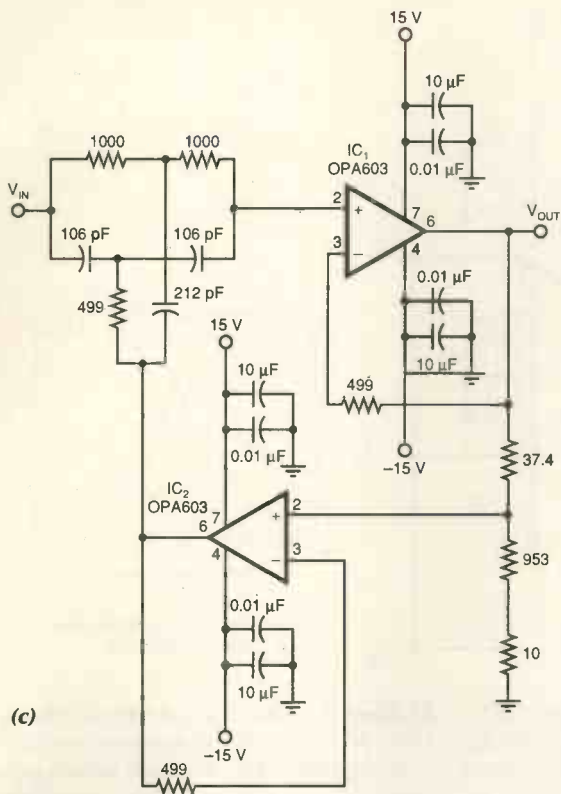 15 V
10 µF
0.01 µF
IC₁
OPA603
1000
1000
V_IN
2
+
7
6
V_OUT
3
−
4
106 pF
106 pF
499
212 pF
0.01 µF
10 µF
499
−15 V
37.4
15 V
10 µF
0.01 µF
IC₂
OPA603
7
6
4
+
2
−
3
953
0.01 µF
10 µF
10
(c)
−15 V
499